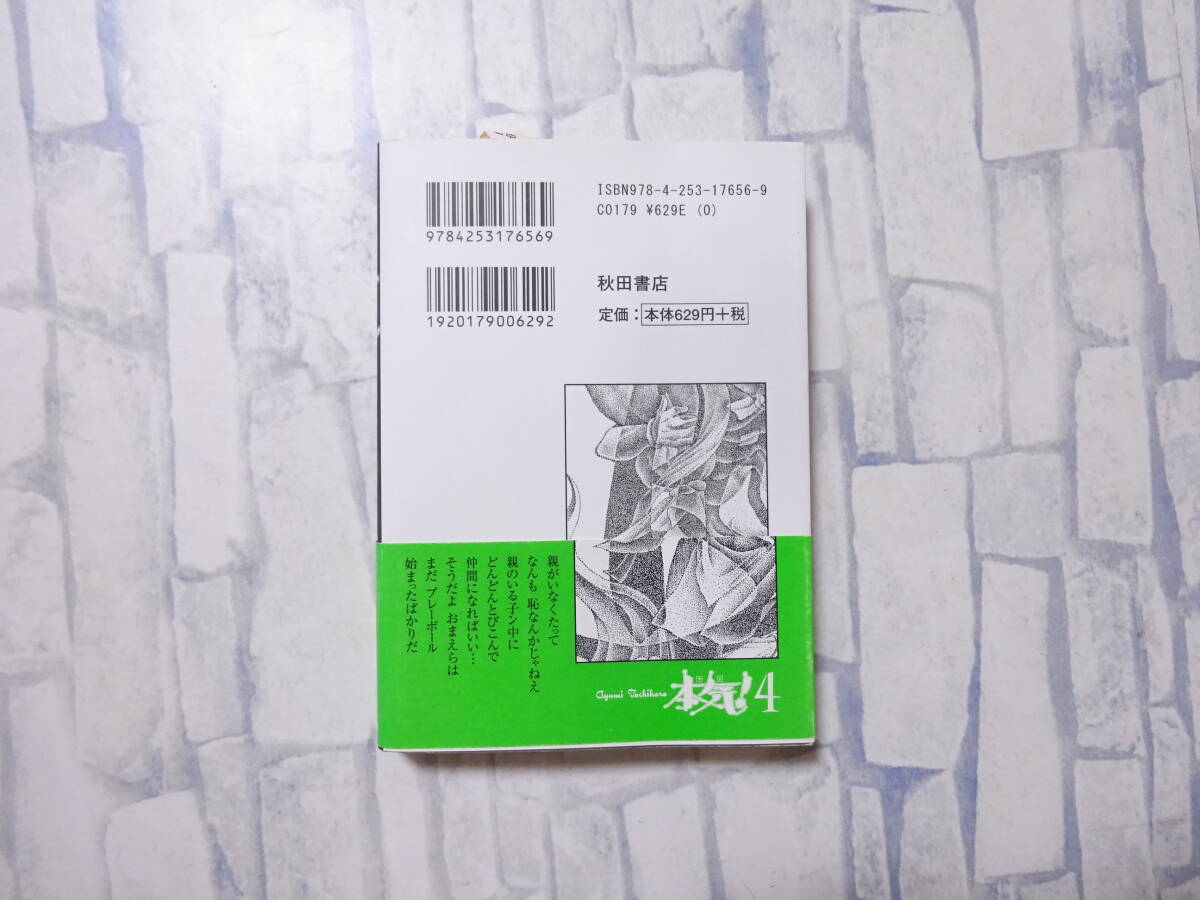 ISBN978-4-253-17656-9
C0179 ¥629E (0)
9784253176569
秋田書店
1920179006292
定価：本体629円＋税
親がいなくたって
なんも 恥なんかじゃねえ
親のいる子ン中に
どんどんとびこんで
仲間になればいい…
そうだよ おまえらは
まだ プレーボール
始まったばかりだ
マジ
本気！4
Ayumi Tachihara